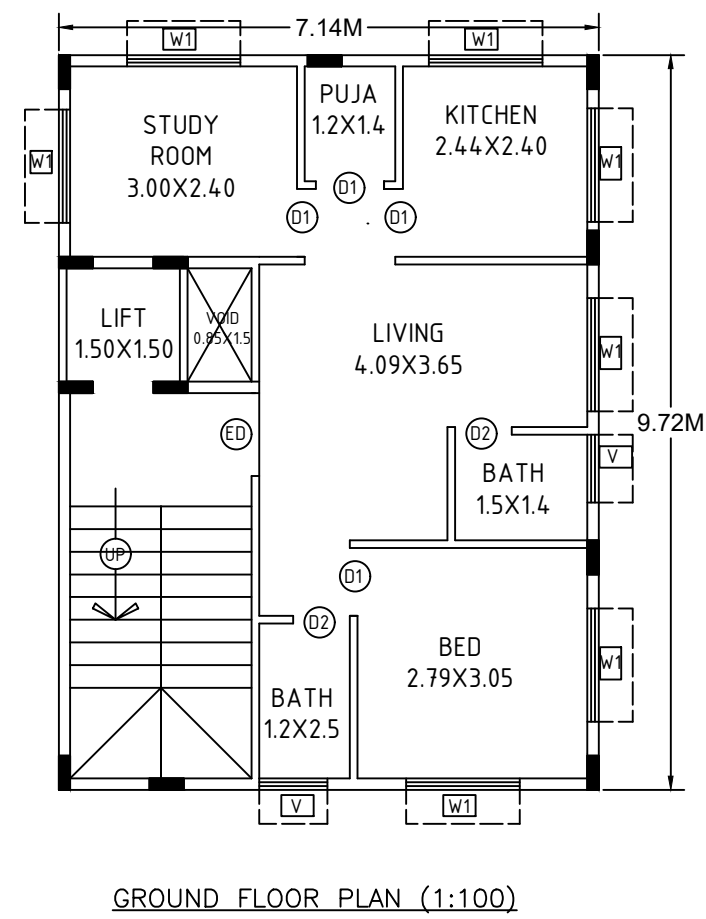 W1
7.14M
W1
STUDY
ROOM
3.00X2.40
PUJA
1.2X1.4
KITCHEN
2.44X2.40
W1
W1
D1
D1
D1
LIFT
1.50X1.50
VOID
0.85X1.5
LIVING
4.09X3.65
W1
9.72M
ED
D2
V
BATH
1.5X1.4
UP
D1
D2
BED
2.79X3.05
W1
BATH
1.2X2.5
V
W1
GROUND FLOOR PLAN (1:100)